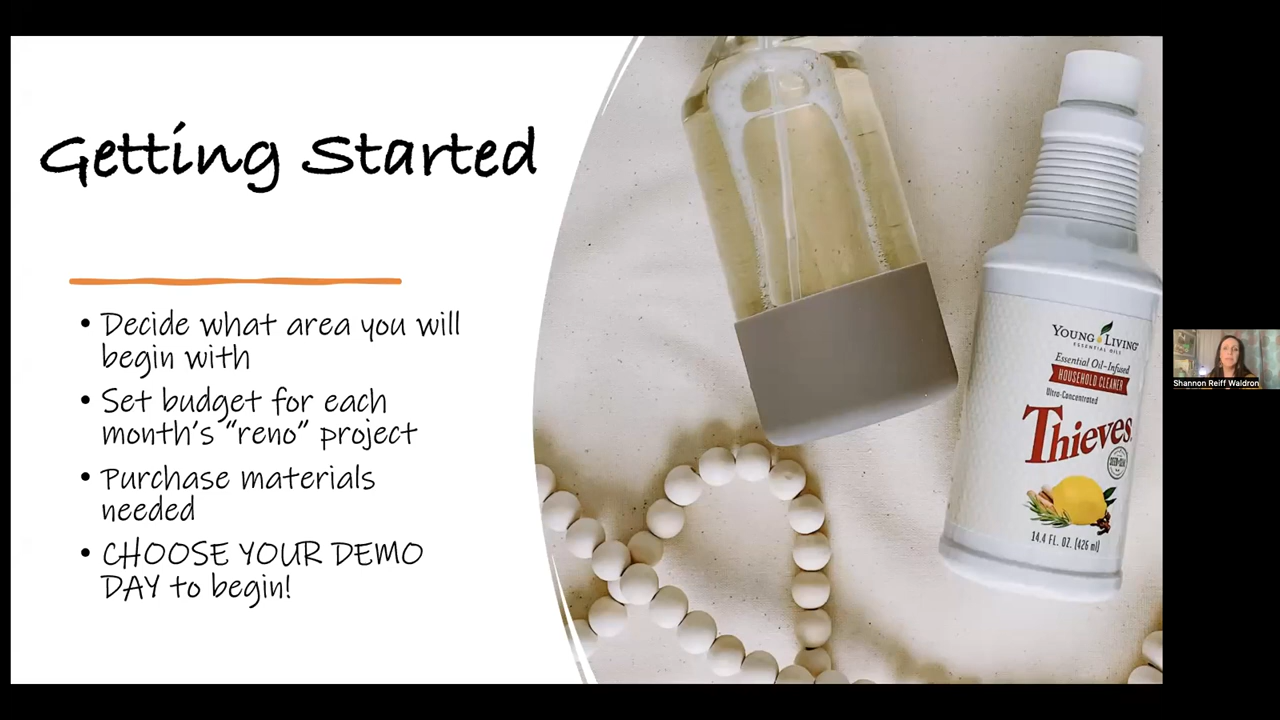 Getting Started
• Decide what area you will
begin with
• Set budget for each
month's "reno" project
• Purchase materials
needed
• CHOOSE YOUR DEMO
DAY to begin!
YOUNG LIVING
ESSENTIAL OILS
Essential Oil-Infused
HOUSEHOLD CLEANER
Ultra-Concentrated
Thieves
14.4 FL. OZ. (426 ml)
Shannon Reiff Waldron